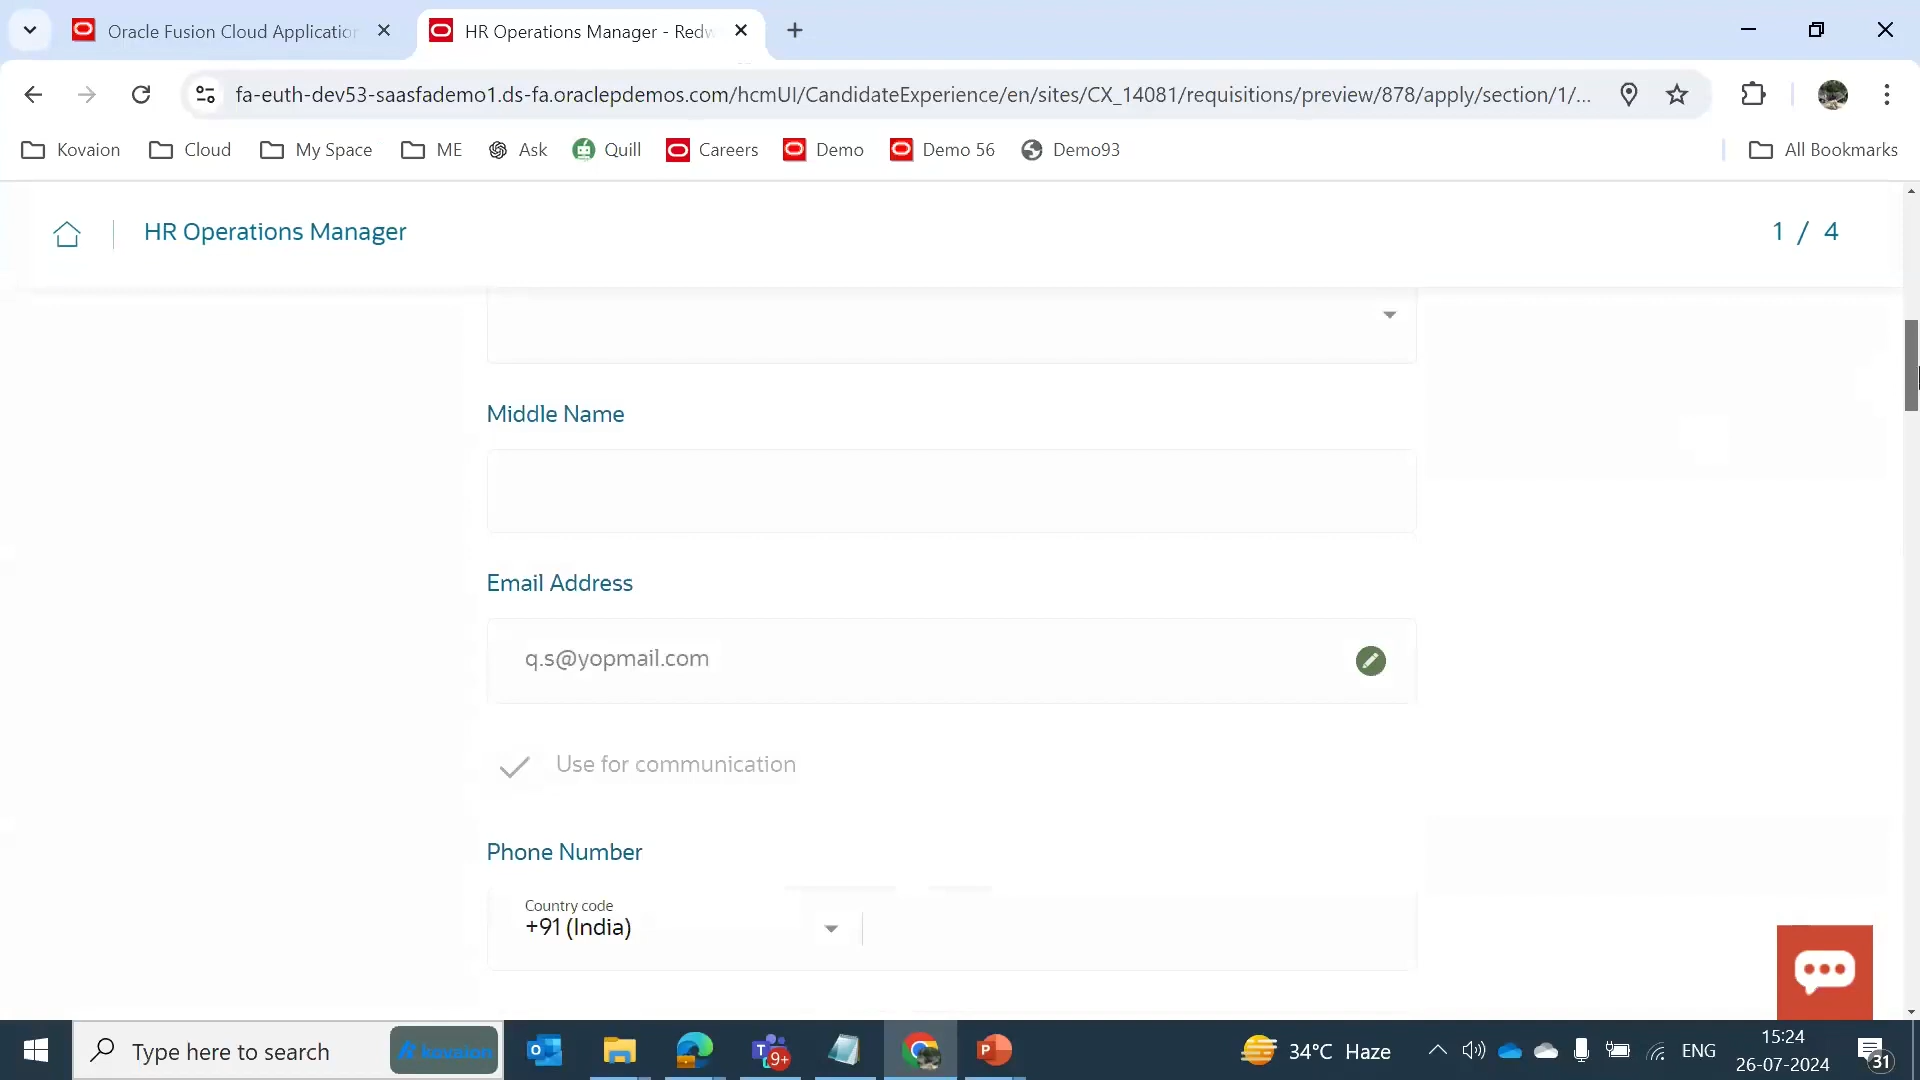 Oracle Fusion Cloud Application
HR Operations Manager - Redw
fa-euth-dev53-saasfademo1.ds-fa.oraclepdemos.com/hcmUI/CandidateExperience/en/sites/CX_14081/requisitions/preview/878/apply/section/1/...
Kovaion
Cloud
My Space
ME
Ask
Quill
Careers
Demo
Demo 56
Demo93
All Bookmarks
HR Operations Manager
1 / 4
Middle Name
Email Address
q.s@yopmail.com
Use for communication
Phone Number
Country code
+91 (India)
Type here to search
kovaion
9+
34°C Haze
ENG
15:24
26-07-2024
31